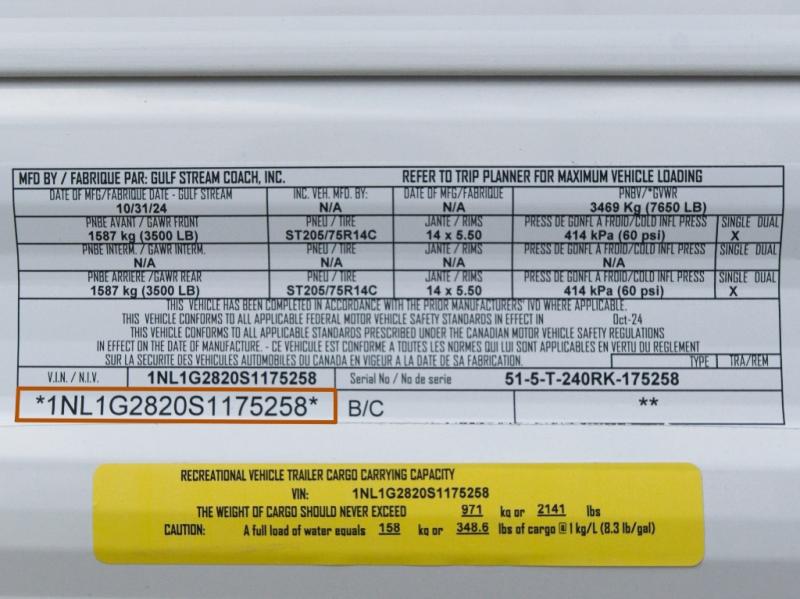 MFD BY / FABRIQUE PAR: GULF STREAM COACH, INC. REFER TO TRIP PLANNER FOR MAXIMUM VEHICLE LOADING
DATE OF MFG/FABRIQUE DATE - GULF STREAM INC. VEH. MFD. BY: DATE OF MFG/FABRIQUE PNBV/*GVWR
10/31/24 N/A N/A 3469 Kg (7650 LB)
PNBE AVANT / GAWR FRONT PNEU / TIRE JANTE / RIMS PRESS DE GONFL A FROID/COLD INFL PRESS SINGLE DUAL
1587 kg (3500 LB) ST205/75R14C 14 x 5.50 414 kPa (60 psi) X
PNBE INTERM. / GAWR INTERM. PNEU / TIRE JANTE / RIMS PRESS DE GONFL A FROID/COLD INFL PRESS SINGLE DUAL
N/A N/A N/A N/A
PNBE ARRIERE /GAWR REAR PNEU / TIRE JANTE / RIMS PRESS DE GONFL A FROID/COLD INFL PRESS SINGLE DUAL
1587 kg (3500 LB) ST205/75R14C 14 x 5.50 414 kPa (60 psi) X
THIS VEHICLE HAS BEEN COMPLETED IN ACCORDANCE WITH THE PRIOR MANUFACTURERS' IVD WHERE APPLICABLE.
THIS VEHICLE CONFORMS TO ALL APPLICABLE FEDERAL MOTOR VEHICLE SAFETY STANDARDS IN EFFECT IN Oct-24
THIS VEHICLE CONFORMS TO ALL APPLICABLE STANDARDS PRESCRIBED UNDER THE CANADIAN MOTOR VEHICLE SAFETY REGULATIONS
IN EFFECT ON THE DATE OF MANUFACTURE. - CE VEHICULE EST CONFORME A TOUTES LES NORMES QUI LUI SONT APPLICABLES EN VERTU DU REGLEMENT
SUR LA SECURITE DES VEHICULES AUTOMOBILES DU CANADA EN VIGEUR A LA DATE DE SA FABRICATION. TYPE TRA/REM
V.I.N. / N.I.V. 1NL1G2820S1175258 Serial No / No de serie 51-5-T-240RK-175258
*1NL1G2820S1175258* B/C **
RECREATIONAL VEHICLE TRAILER CARGO CARRYING CAPACITY
VIN: 1NL1G2820S1175258
THE WEIGHT OF CARGO SHOULD NEVER EXCEED 971 kg or 2141 lbs
CAUTION: A full load of water equals 158 kg or 348.6 lbs of cargo @ 1 kg/L (8.3 lb/gal)